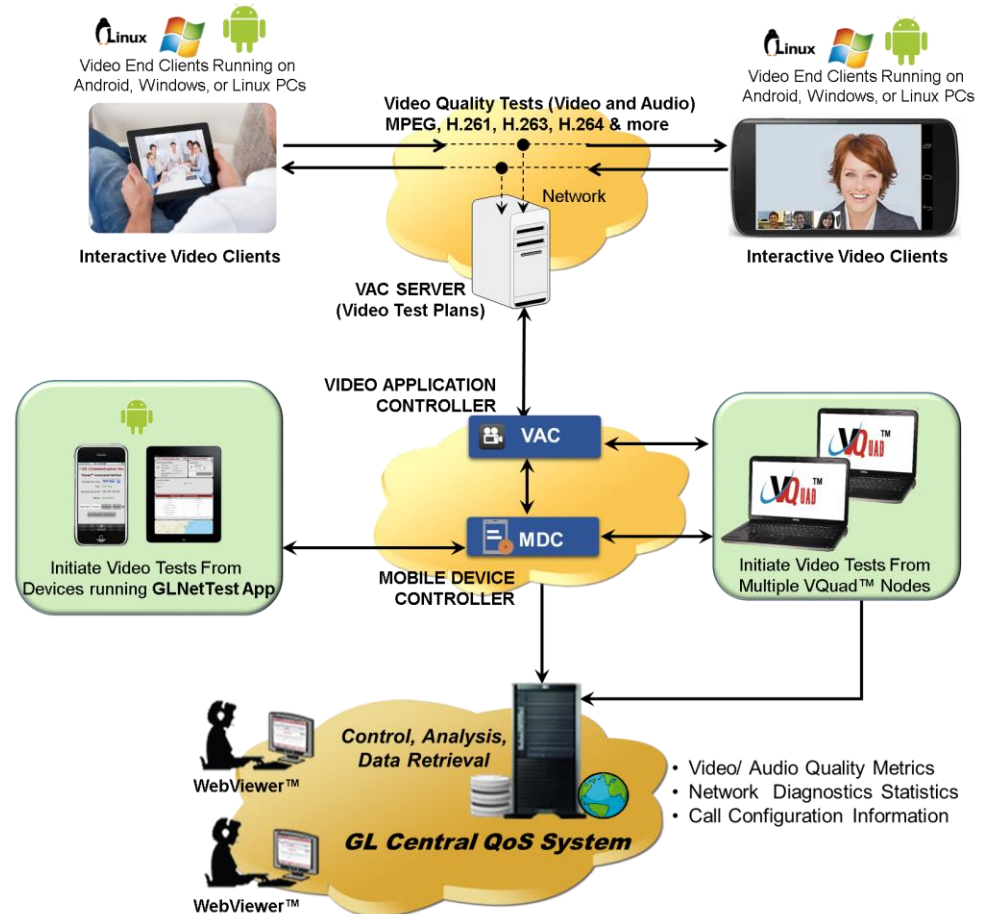 Linux
Video End Clients Running on
Android, Windows, or Linux PCs
Linux
Video End Clients Running on
Android, Windows, or Linux PCs
Video Quality Tests (Video and Audio)
MPEG, H.261, H.263, H.264 & more
Network
Interactive Video Clients
Interactive Video Clients
VAC SERVER
(Video Test Plans)
VIDEO APPLICATION
CONTROLLER
VAC
MDC
MOBILE DEVICE
CONTROLLER
Initiate Video Tests From
Devices running GLNetTest App
VQUAD™
VQUAD™
Initiate Video Tests From
Multiple VQuad™ Nodes
Control, Analysis,
Data Retrieval
GL Central QoS System
WebViewer™
WebViewer™
• Video/ Audio Quality Metrics
• Network Diagnostics Statistics
• Call Configuration Information